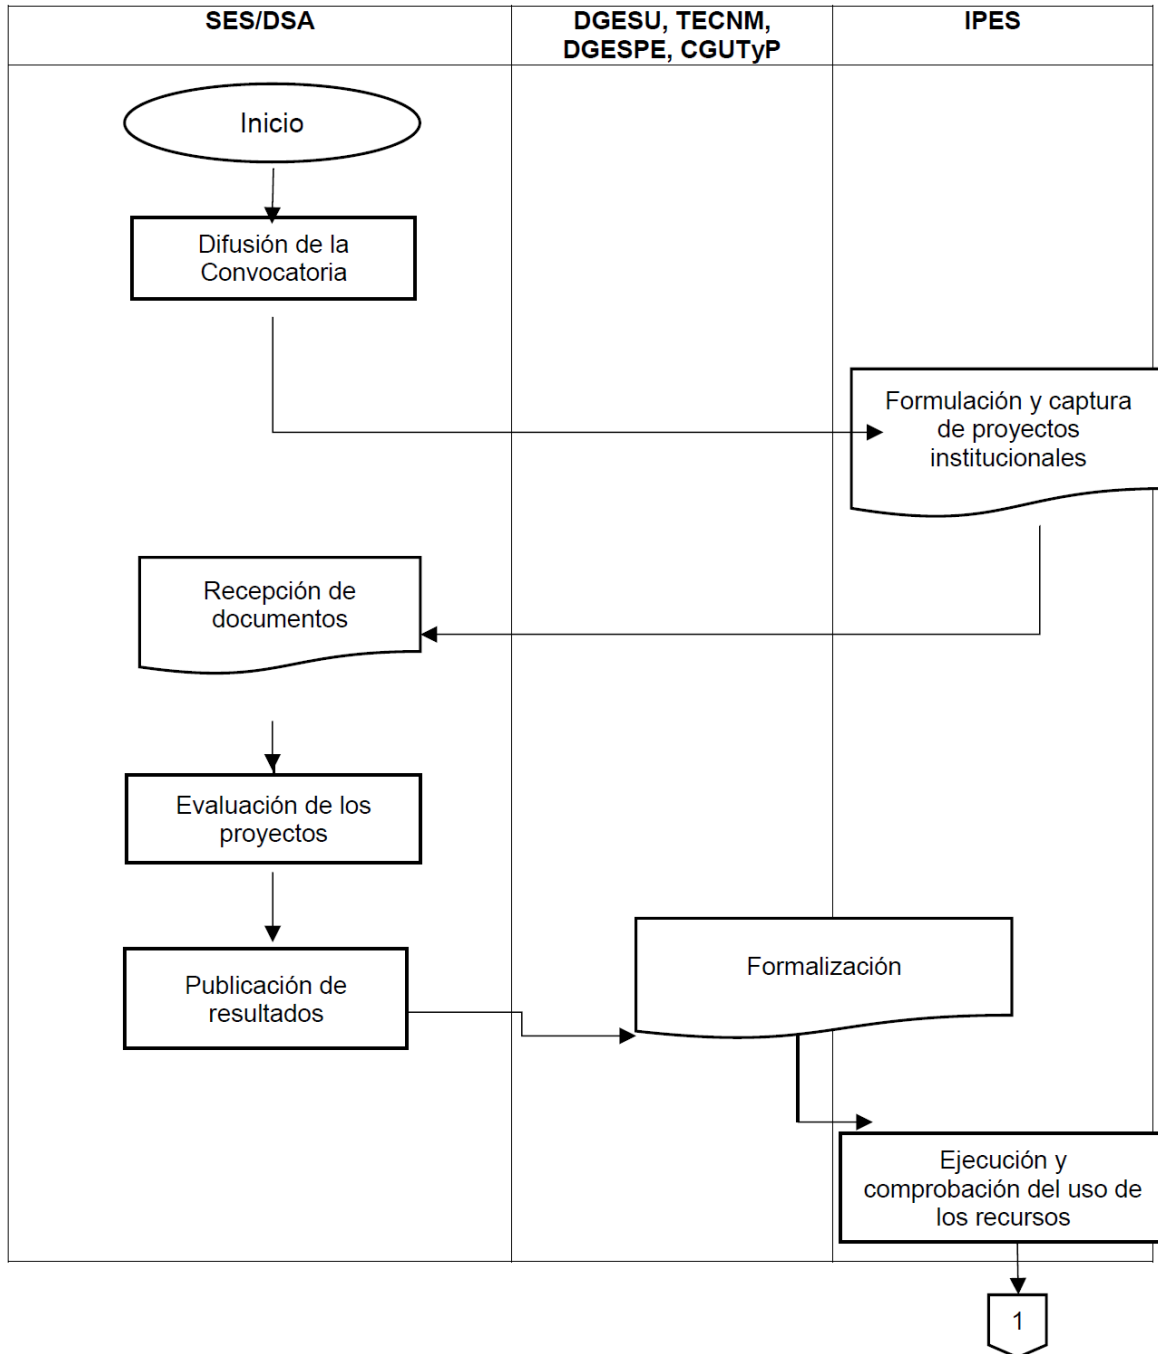 SES/DSA
DGESU, TECNM,
DGESPE, CGUTyP
IPES
Inicio
Difusión de la
Convocatoria
Formulación y captura
de proyectos
institucionales
Recepción de
documentos
Evaluación de los
proyectos
Publicación de
resultados
Formalización
Ejecución y
comprobación del uso de
los recursos
1